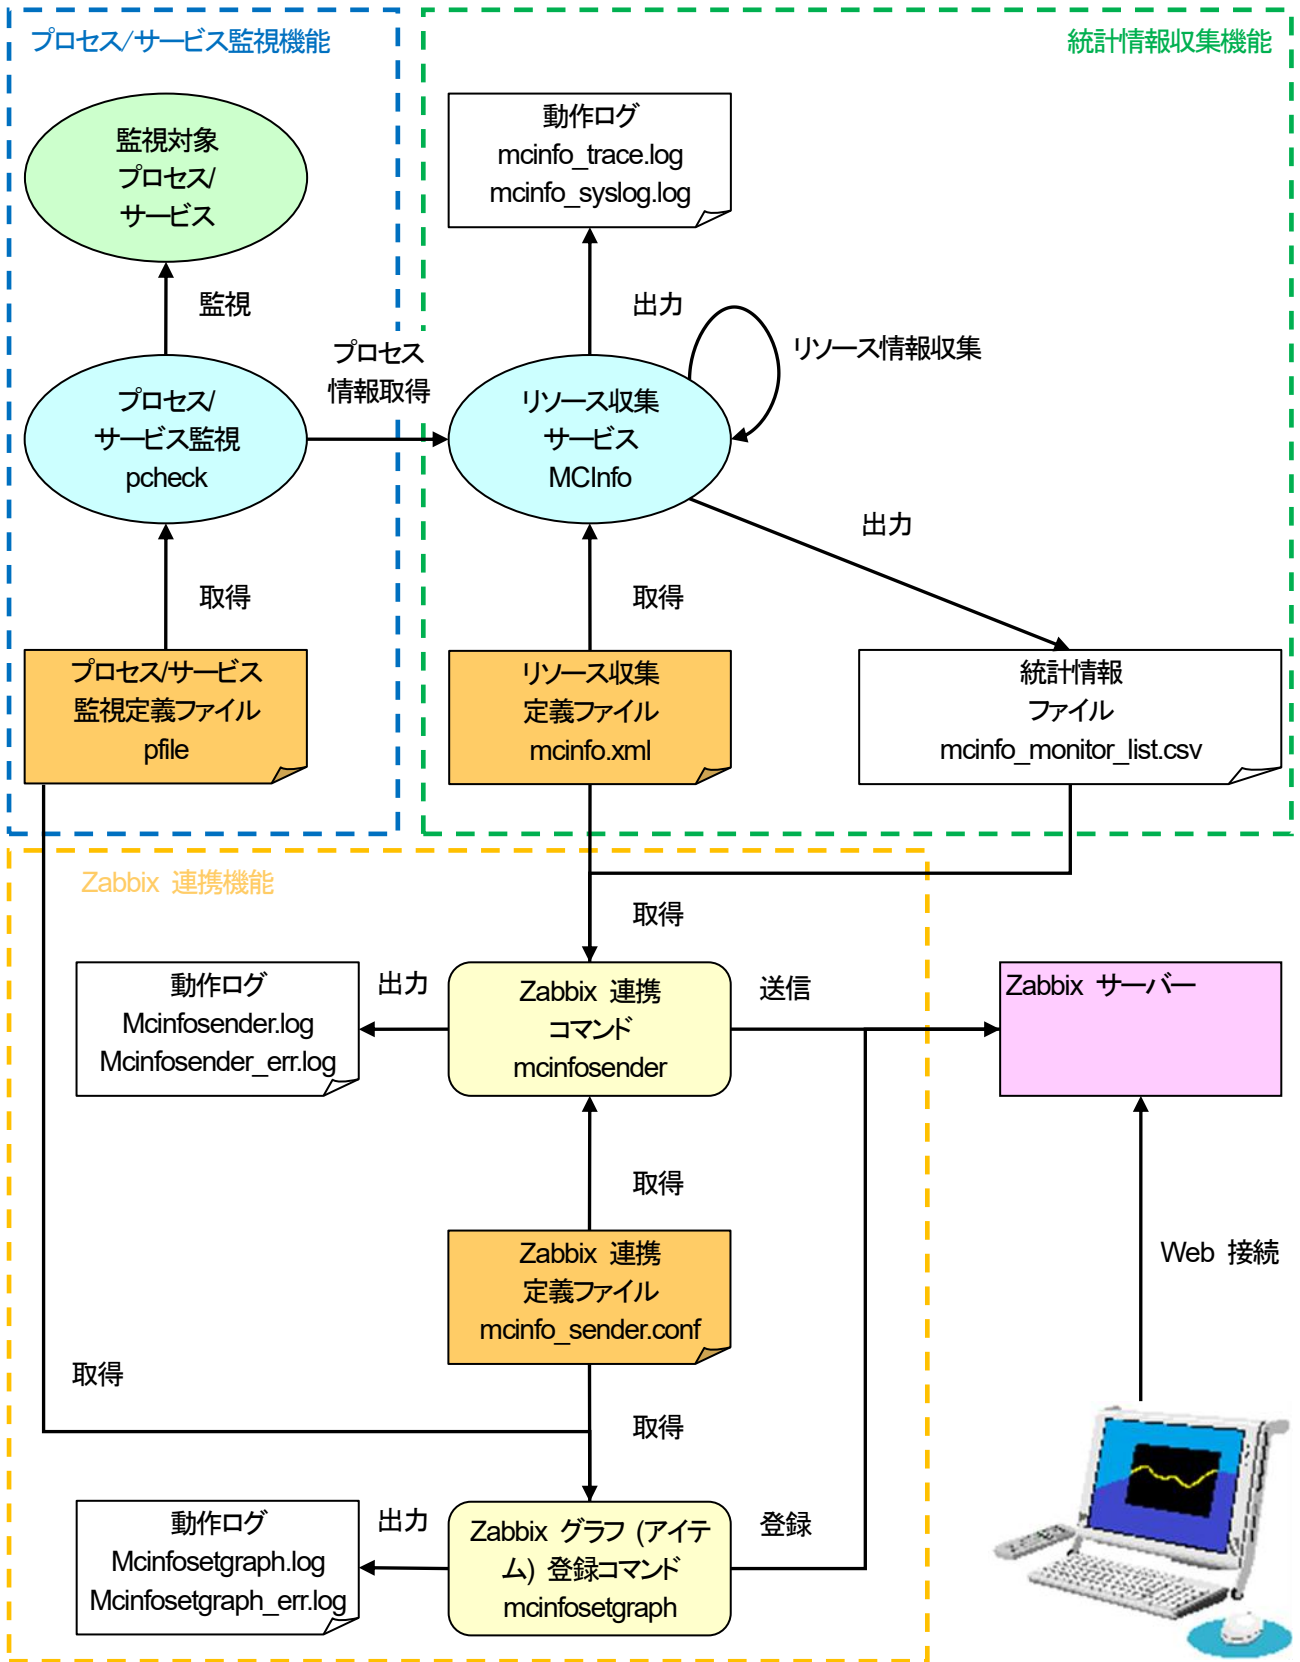 プロセス/サービス監視機能
統計情報収集機能
監視対象
プロセス/
サービス
動作ログ
mcinfo_trace.log
mcinfo_syslog.log
監視
出力
リソース情報収集
プロセス
情報取得
プロセス/
サービス監視
pcheck
リソース収集
サービス
MCInfo
出力
取得
取得
プロセス/サービス
監視定義ファイル
pfile
リソース収集
定義ファイル
mcinfo.xml
統計情報
ファイル
mcinfo_monitor_list.csv
Zabbix 連携機能
取得
動作ログ
Mcinfosender.log
Mcinfosender_err.log
出力
Zabbix 連携
コマンド
mcinfosender
送信
Zabbix サーバー
取得
Zabbix 連携
定義ファイル
mcinfo_sender.conf
Web 接続
取得
取得
動作ログ
Mcinfosetgraph.log
Mcinfosetgraph_err.log
出力
Zabbix グラフ (アイテ
ム) 登録コマンド
mcinfosetgraph
登録